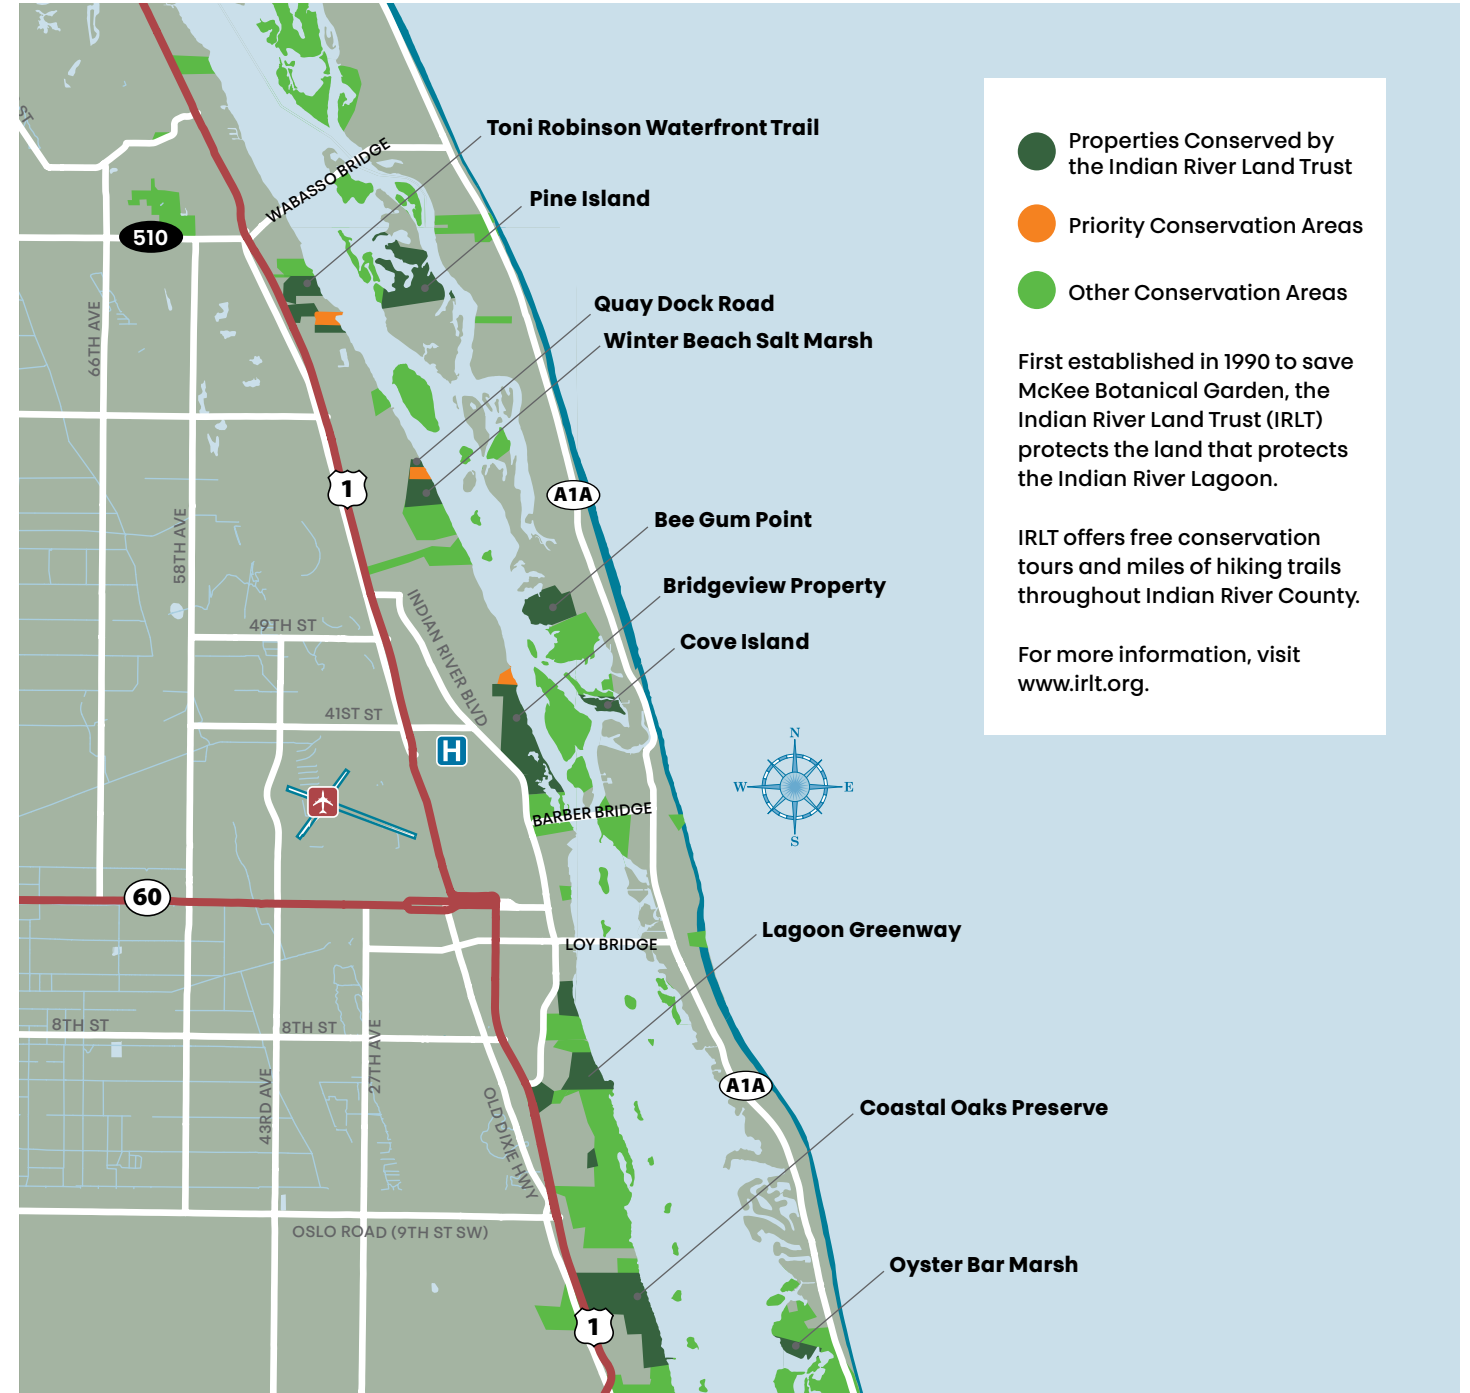 ST
Toni Robinson Waterfront Trail
WABASSO BRIDGE
Pine Island
510
Quay Dock Road
Winter Beach Salt Marsh
66TH AVE
1
A1A
58TH AVE
Bee Gum Point
INDIAN RIVER BLVD
Bridgeview Property
49TH ST
Cove Island
41ST ST
H
BARBER BRIDGE
60
Lagoon Greenway
LOY BRIDGE
8TH ST
8TH ST
27TH AVE
43RD AVE
OLD DIXIE HWY
A1A
Coastal Oaks Preserve
OSLO ROAD (9TH ST SW)
Oyster Bar Marsh
1
N
W
E
S
Properties Conserved by
the Indian River Land Trust
Priority Conservation Areas
Other Conservation Areas
First established in 1990 to save
McKee Botanical Garden, the
Indian River Land Trust (IRLT)
protects the land that protects
the Indian River Lagoon.
IRLT offers free conservation
tours and miles of hiking trails
throughout Indian River County.
For more information, visit
www.irlt.org.